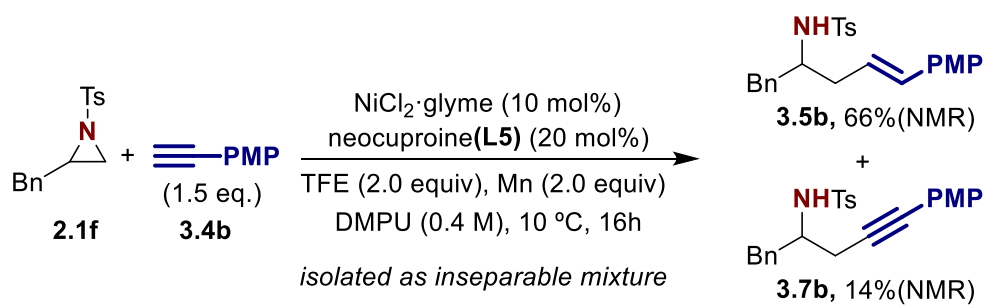 Ts
N
Bn
2.1f
+
PMP
(1.5 eq.)
3.4b
NiCl2·glyme (10 mol%)
neocuproine(L5) (20 mol%)
TFE (2.0 equiv), Mn (2.0 equiv)
DMPU (0.4 M), 10 ºC, 16h
isolated as inseparable mixture
NHTs
Bn
PMP
3.5b, 66%(NMR)
+
NHTs
PMP
Bn
3.7b, 14%(NMR)